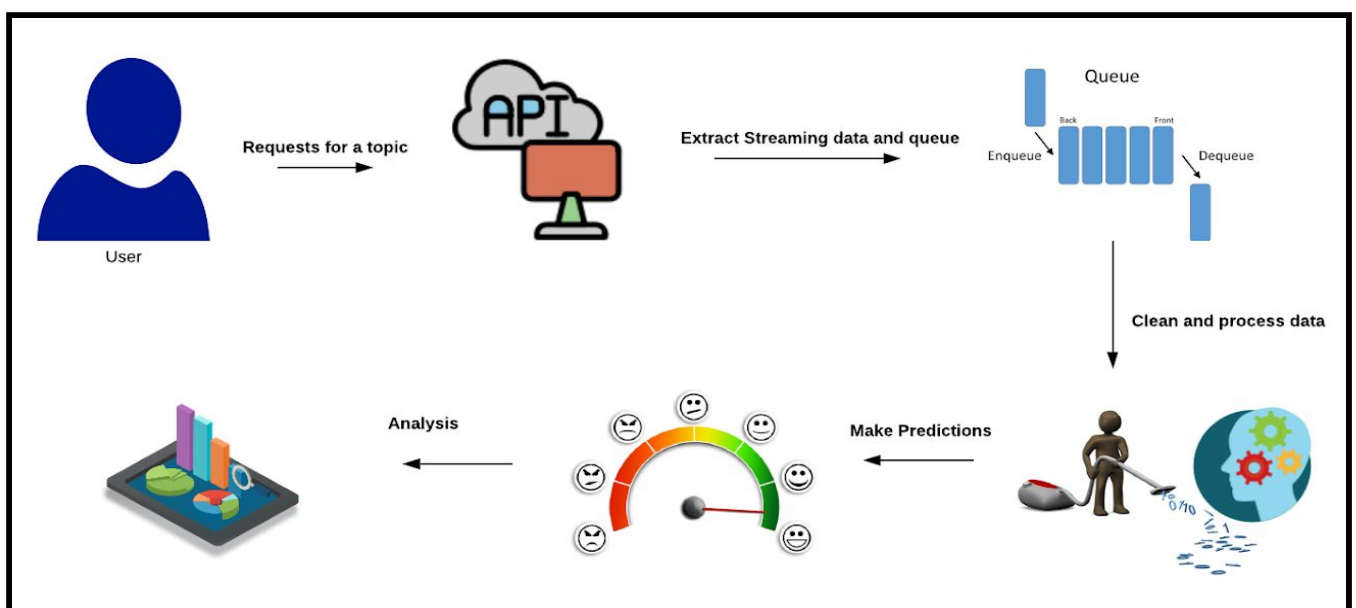 User
Requests for a topic
API
Extract Streaming data and queue
Queue
Back
Front
Enqueue
Dequeue
Clean and process data
Make Predictions
Analysis